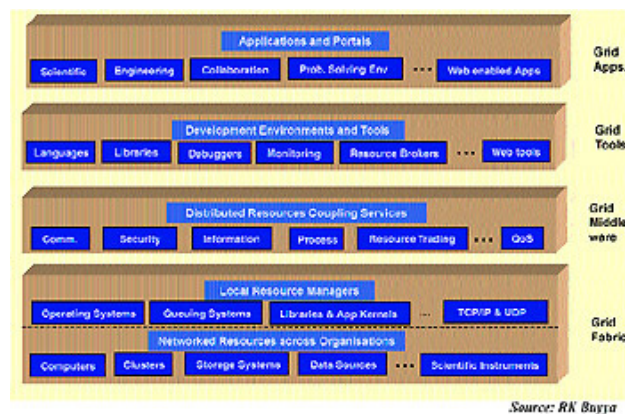 Applications and Portals
Scientific Engineering Collaboration Prob. Solving Env ... Web enabled Apps
Grid
Apps.
Development Environments and Tools
Languages Libraries Debuggers Monitoring Resource Brokers ... Web tools
Grid
Tools
Distributed Resources Coupling Services
Comm. Security Information Process Resource Trading ... QoS
Grid
Middle
ware
Local Resource Managers
Operating Systems Queuing Systems Libraries & App Kernels ... TCP/IP & UDP
Networked Resources across Organisations
Computers Clusters Storage Systems Data Sources ... Scientific Instruments
Grid
Fabric
Source: RK Buyya